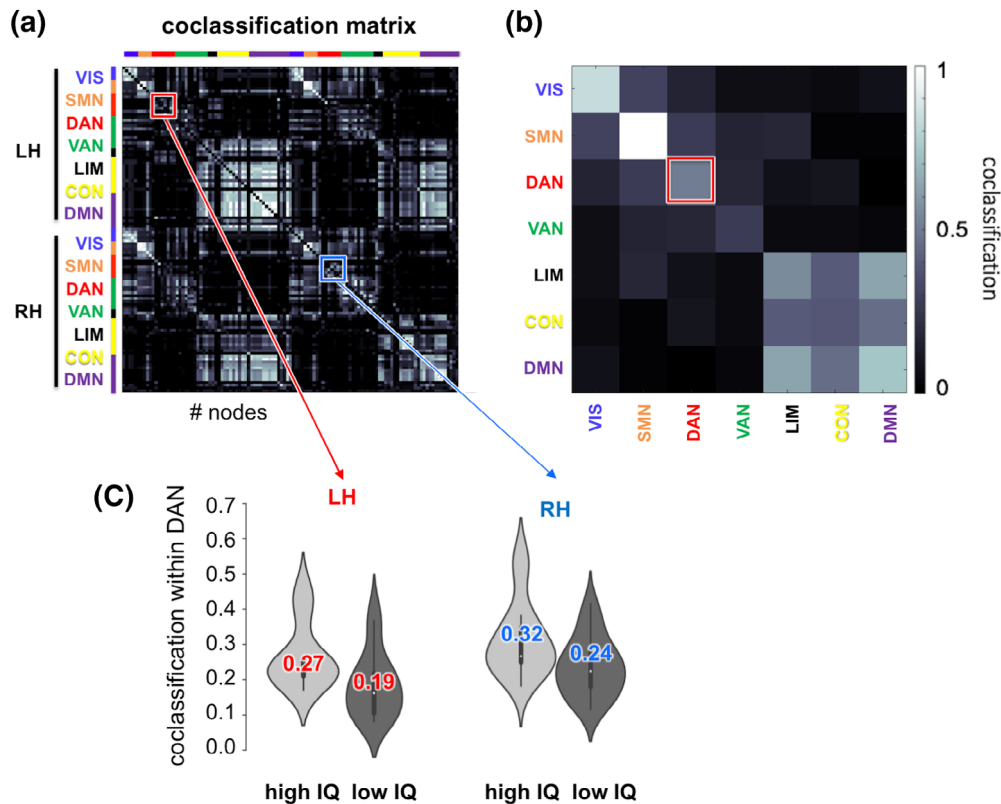 (a)
coclassification matrix
LH
VIS
SMN
DAN
VAN
LIM
CON
DMN
RH
VIS
SMN
DAN
VAN
LIM
CON
DMN
# nodes
(b)
VIS
SMN
DAN
VAN
LIM
CON
DMN
VIS
SMN
DAN
VAN
LIM
CON
DMN
1
0.5
0
coclassification
(C)
coclassification within DAN
0.7
0.6
0.5
0.4
0.3
0.2
0.1
0.0
LH
0.27
0.19
high IQ low IQ
RH
0.32
0.24
high IQ low IQ